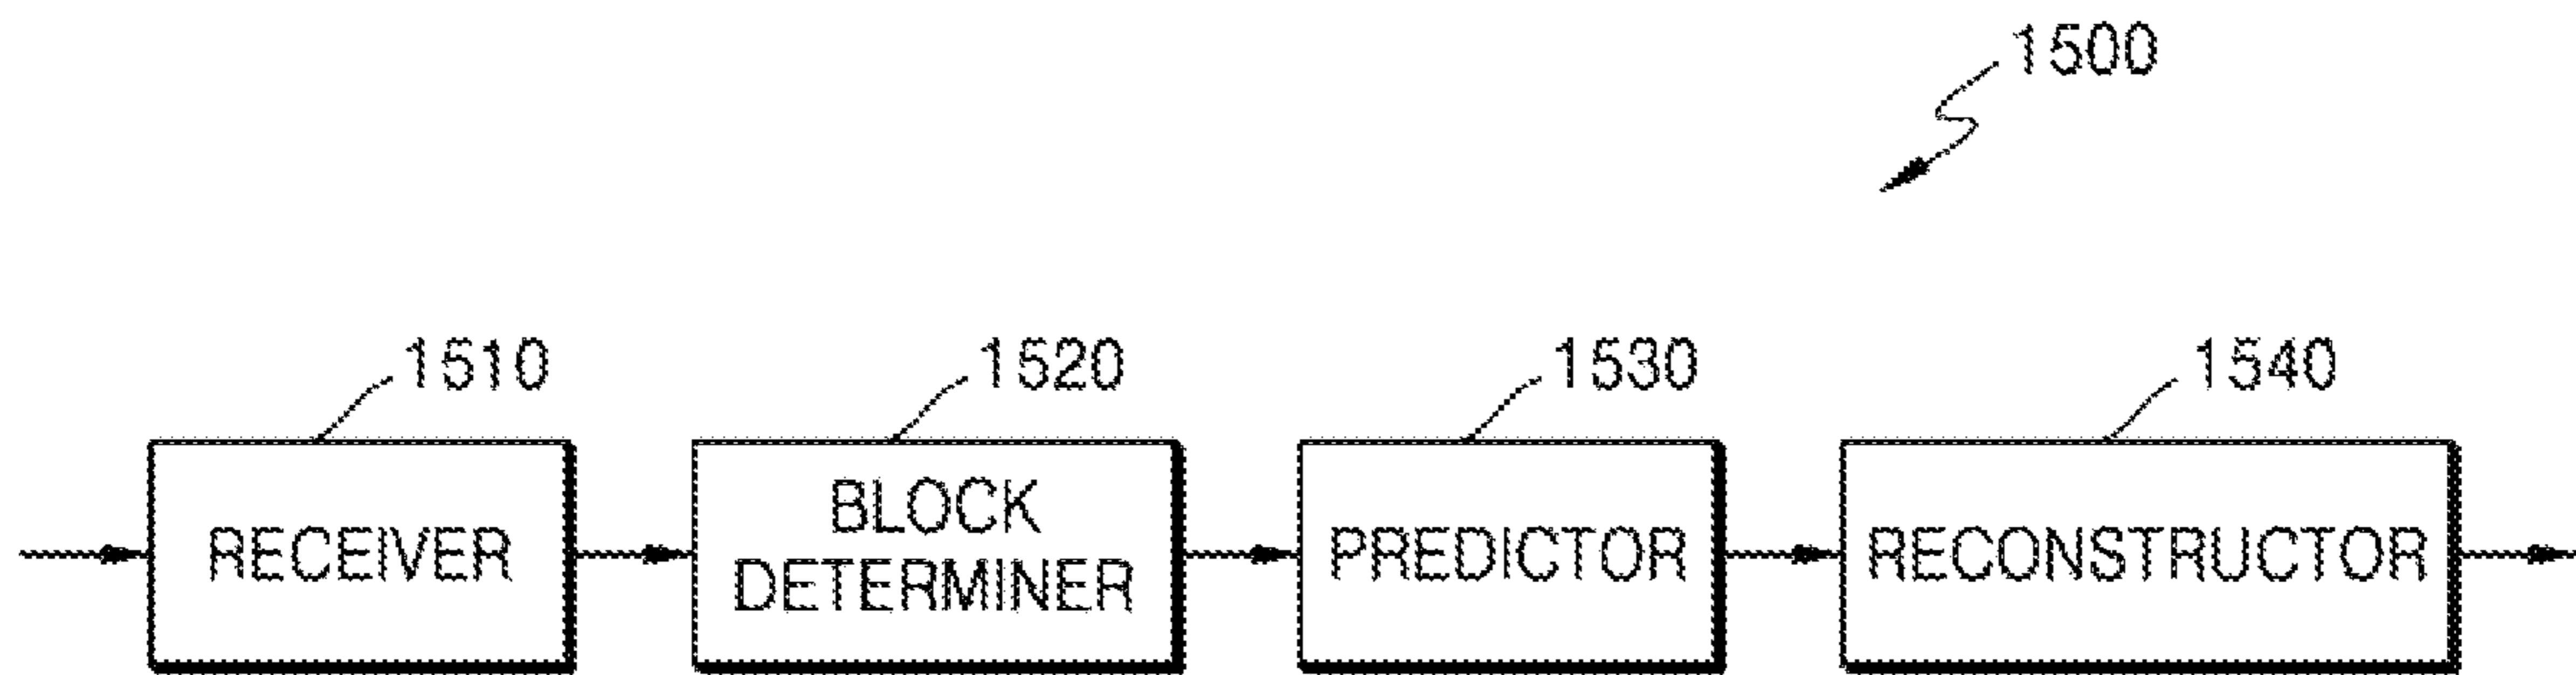 1500
1510
1520
1530
1540
RECEIVER
BLOCK
DETERMINER
PREDICTOR
RECONSTRUCTOR